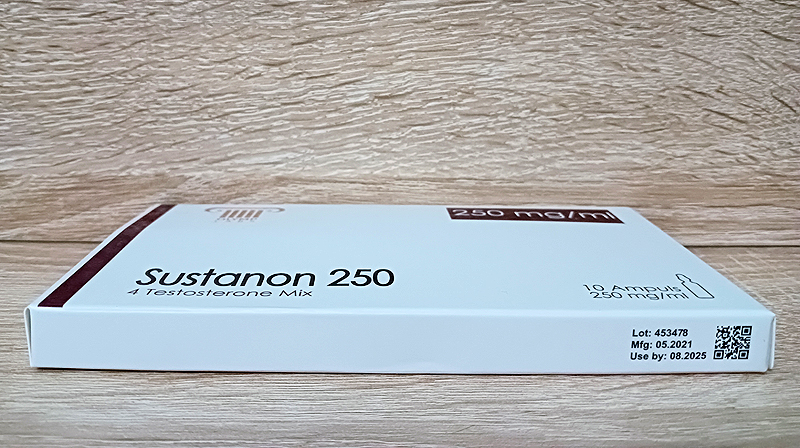 250 mg/ml
Sustanon 250
4 Testosterone Mix
10 Ampuls
250 mg/ml
Lot: 453478
Mfg: 05.2021
Use by: 08.2025